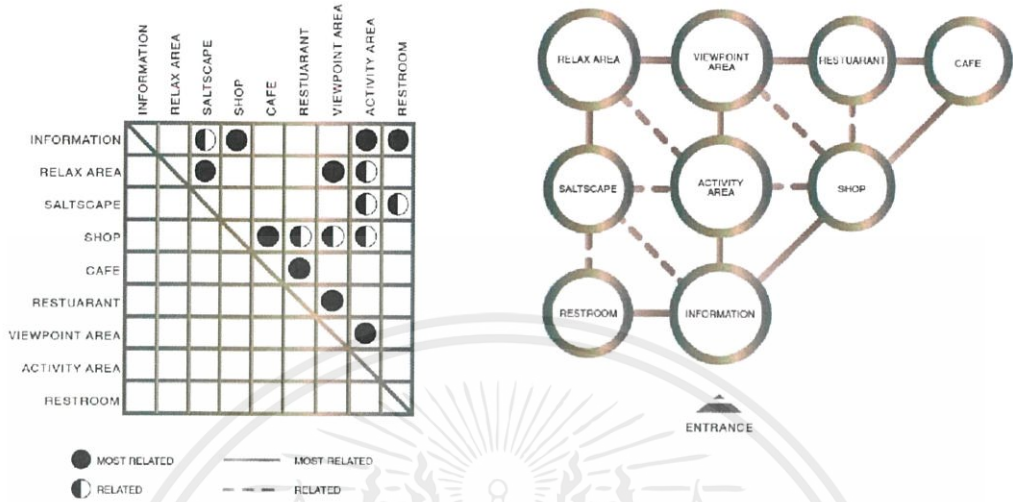 INFORMATION
RELAX AREA
SALTSCAPE
SHOP
CAFE
RESTUARANT
VIEWPOINT AREA
ACTIVITY AREA
RESTROOM
INFORMATION
RELAX AREA
SALTSCAPE
SHOP
CAFE
RESTUARANT
VIEWPOINT AREA
ACTIVITY AREA
RESTROOM
MOST RELATED
RELATED
MOST RELATED
RELATED
RELAX AREA
VIEWPOINT
AREA
RESTUARANT
CAFE
SALTSCAPE
ACTIVITY
AREA
SHOP
RESTROOM
INFORMATION
ENTRANCE